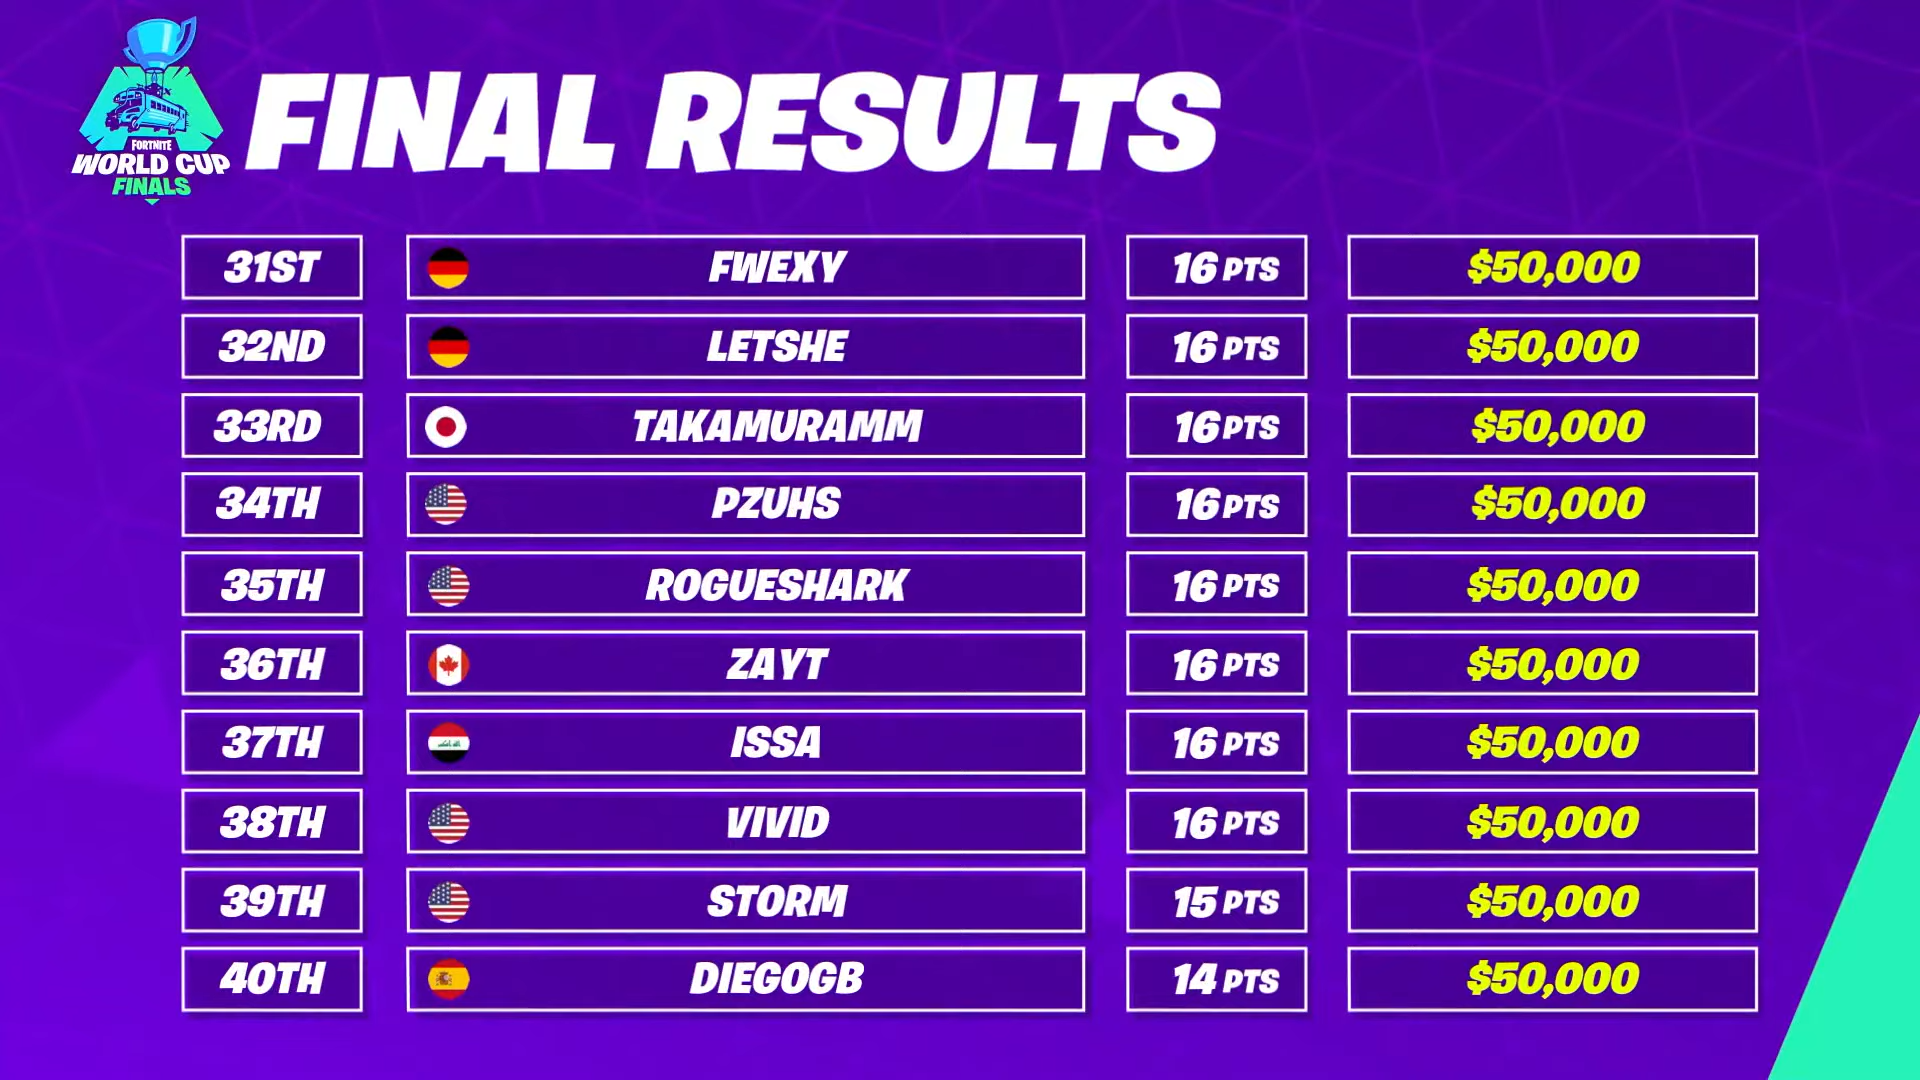 FORTNITE
WORLD CUP
FINALS
FINAL RESULTS
31ST FWEXY 16 PTS $50,000
32ND LETSHE 16 PTS $50,000
33RD TAKAMURAMM 16 PTS $50,000
34TH PZUHS 16 PTS $50,000
35TH ROGUESHARK 16 PTS $50,000
36TH ZAYT 16 PTS $50,000
37TH ISSA 16 PTS $50,000
38TH VIVID 16 PTS $50,000
39TH STORM 15 PTS $50,000
40TH DIEGOGB 14 PTS $50,000